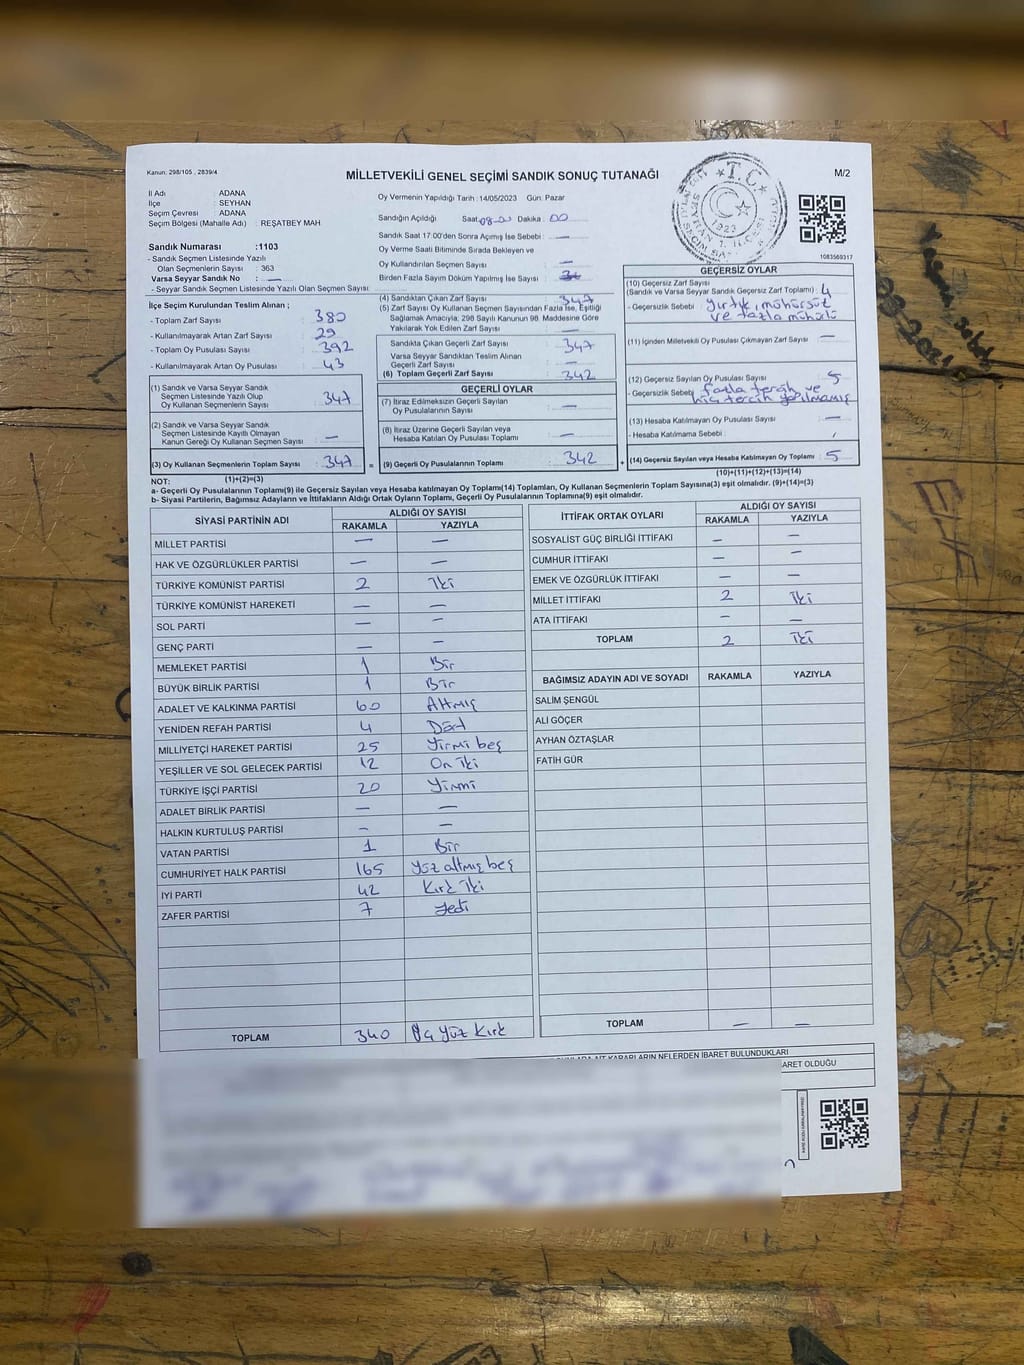 Kanun: 298/105 , 2839/4
MİLLETVEKİLİ GENEL SEÇİMİ SANDIK SONUÇ TUTANAĞI
M/2
İl Adı : ADANA
İlçe : SEYHAN
Seçim Çevresi : ADANA
Seçim Bölgesi (Mahalle Adı) : REŞATBEY MAH
Sandık Numarası :1103
- Sandık Seçmen Listesinde Yazılı
Olan Seçmenlerin Sayısı : 363
Varsa Seyyar Sandık No : —
- Seyyar Sandık Seçmen Listesinde Yazılı Olan Seçmen Sayısı
Oy Vermenin Yapıldığı Tarih :14/05/2023 Gün: Pazar
Sandığın Açıldığı Saat: 08.00 Dakika : 00
Sandık Saat 17:00'den Sonra Açımış İse Sebebi : —
Oy Verme Saati Bitiminde Sırada Bekleyen ve
Oy Kullandırılan Seçmen Sayısı : —
Birden Fazla Sayım Döküm Yapılmış İse Sayısı :
T.C.
1923
1083569317
İlçe Seçim Kurulundan Teslim Alınan ;
- Toplam Zarf Sayısı : 380
- Kullanılmayarak Artan Zarf Sayısı : 29
- Toplam Oy Pusulası Sayısı : 392
- Kullanılmayarak Artan Oy Pusulası : 43
(1) Sandık ve Varsa Seyyar Sandık
Seçmen Listesinde Yazılı Olup
Oy Kullanan Seçmenlerin Sayısı : 347
(2) Sandık ve Varsa Seyyar Sandık
Seçmen Listesinde Kayıtlı Olmayan
Kanun Gereği Oy Kullanan Seçmen Sayısı : —
(3) Oy Kullanan Seçmenlerin Toplam Sayısı : 347 =
(1)+(2)=(3)
(4) Sandıktan Çıkan Zarf Sayısı : 347
(5) Zarf Sayısı Oy Kullanan Seçmen Sayısından Fazla İse, Eşitliği
Sağlanamak Amacıyla; 298 Sayılı Kanunun 98. Maddesine Göre
Yakılarak Yok Edilen Zarf Sayısı : —
Sandıkta Çıkan Geçerli Zarf Sayısı : 347
Varsa Seyyar Sandıktan Teslim Alınan
Geçerli Zarf Sayısı : —
(6) Toplam Geçerli Zarf Sayısı : 342
GEÇERLİ OYLAR
(7) İtiraz Edilmeksizin Geçerli Sayılan
Oy Pusulalarının Sayısı : —
(8) İtiraz Üzerine Geçerli Sayılan veya
Hesaba Katılan Oy Pusulası Toplamı : —
(9) Geçerli Oy Pusulalarının Toplamı : 342 +
GEÇERSİZ OYLAR
(10) Geçersiz Zarf Sayısı
(Sandık ve Varsa Seyyar Sandık Geçersiz Zarf Toplamı) : 4
- Geçersizlik Sebebi : yırtık, mühürsüz
ve fazla mühürlü
(11) İçinden Milletvekili Oy Pusulası Çıkmayan Zarf Sayısı : —
(12) Geçersiz Sayılan Oy Pusulası Sayısı : 5
- Geçersizlik Sebebi : fazla tercih ve
hiç tercih yapılmamış
(13) Hesaba Katılmayan Oy Pusulası Sayısı : —
- Hesaba Katılmama Sebebi :
(14) Geçersiz Sayılan veya Hesaba Katılmayan Oy Toplamı : 5
(10)+(11)+(12)+(13)=(14)
NOT:
a- Geçerli Oy Pusulalarının Toplamı(9) ile Geçersiz Sayılan veya Hesaba Katılmayan Oy Toplamı(14) Toplamları, Oy Kullanan Seçmenlerin Toplam Sayısına(3) eşit olmalıdır. (9)+(14)=(3)
b- Siyasi Partilerin, Bağımsız Adayların ve İttifakların Aldığı Ortak Oyların Toplamı, Geçerli Oy Pusulalarının Toplamına(9) eşit olmalıdır.
SİYASİ PARTİNİN ADI ALDIĞI OY SAYISI
RAKAMLA YAZIYLA
MİLLET PARTİSİ — —
HAK VE ÖZGÜRLÜKLER PARTİSİ — —
TÜRKİYE KOMÜNİST PARTİSİ 2 İki
TÜRKİYE KOMÜNİST HAREKETİ — —
SOL PARTİ — —
GENÇ PARTİ — —
MEMLEKET PARTİSİ 1 Bir
BÜYÜK BİRLİK PARTİSİ 1 Bir
ADALET VE KALKINMA PARTİSİ 60 Altmış
YENİDEN REFAH PARTİSİ 4 Dört
MİLLİYETÇİ HAREKET PARTİSİ 25 Yirmi beş
YEŞİLLER VE SOL GELECEK PARTİSİ 12 On iki
TÜRKİYE İŞÇİ PARTİSİ 20 Yirmi
ADALET BİRLİK PARTİSİ — —
HALKIN KURTULUŞ PARTİSİ — —
VATAN PARTİSİ 1 Bir
CUMHURİYET HALK PARTİSİ 165 Yüz altmış beş
İYİ PARTİ 42 Kırk iki
ZAFER PARTİSİ 7 Yedi
TOPLAM 340 Üç Yüz Kırk
İTTİFAK ORTAK OYLARI ALDIĞI OY SAYISI
RAKAMLA YAZIYLA
SOSYALİST GÜÇ BİRLİĞİ İTTİFAKI — —
CUMHUR İTTİFAKI — —
EMEK VE ÖZGÜRLÜK İTTİFAKI — —
MİLLET İTTİFAKI 2 İki
ATA İTTİFAKI — —
TOPLAM 2 İki
BAĞIMSIZ ADAYIN ADI VE SOYADI RAKAMLA YAZIYLA
SALİM ŞENGÜL
ALİ GÖÇER
AYHAN ÖZTAŞLAR
FATİH GÜR
TOPLAM — —
KARARLARIN NELERDEN İBARET BULUNDUKLARI
ARET OLDUĞU